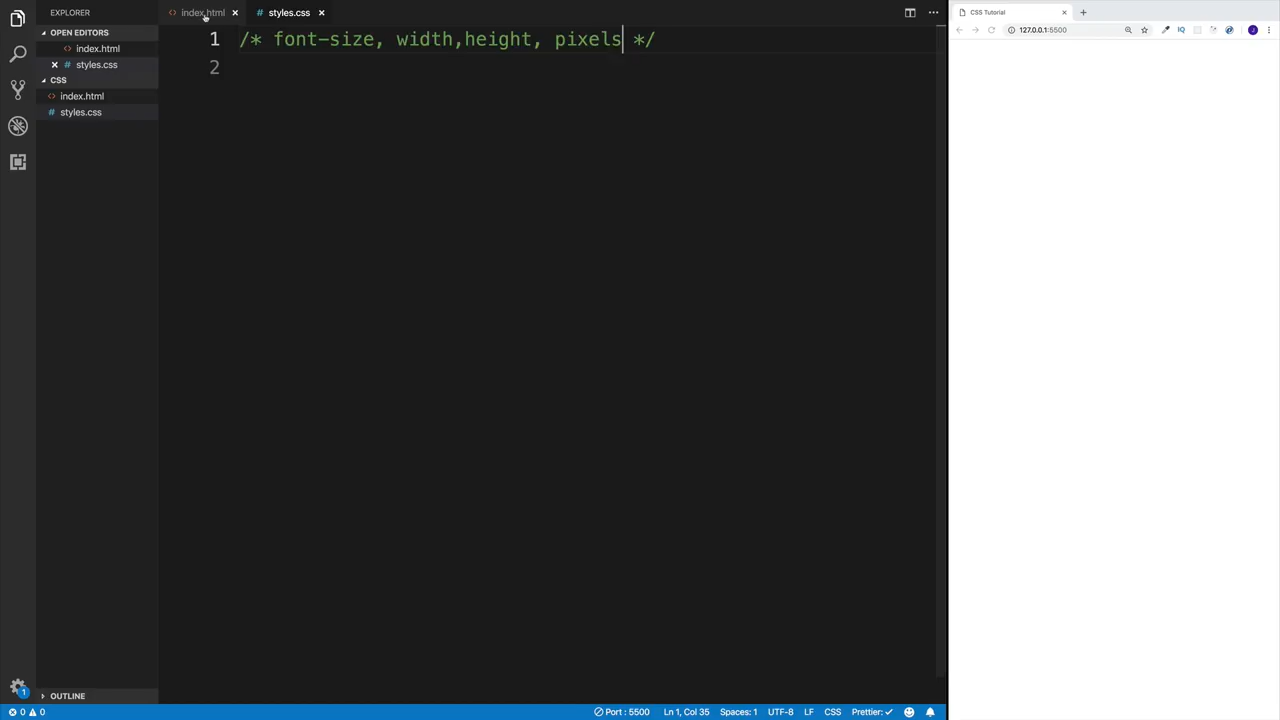 EXPLORER
OPEN EDITORS
<> index.html
× # styles.css
CSS
<> index.html
# styles.css
OUTLINE
<> index.html ×
# styles.css ×
1 /* font-size, width,height, pixels */
2
1
0 0
Port : 5500
Ln 1, Col 35
Spaces: 1
UTF-8
LF
CSS
Prettier: ✓
CSS Tutorial
127.0.0.1:5500
IQ
J